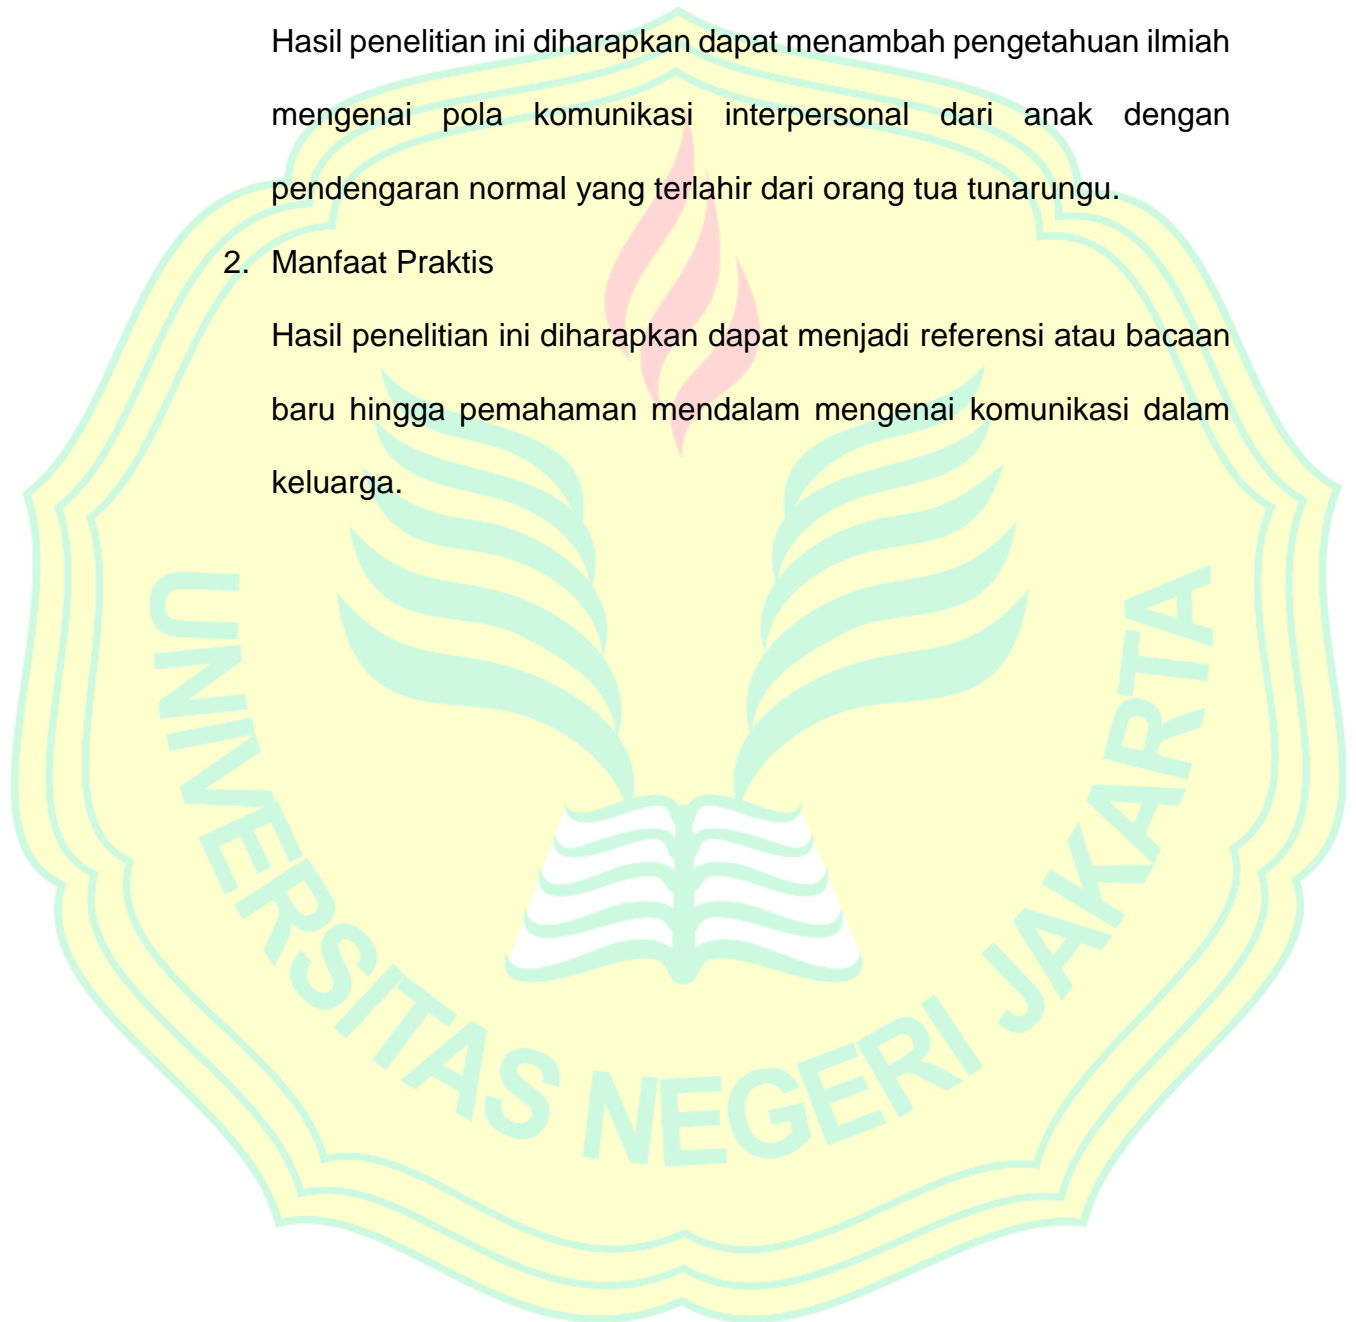 Hasil penelitian ini diharapkan dapat menambah pengetahuan ilmiah
mengenai pola komunikasi interpersonal dari anak dengan
pendengaran normal yang terlahir dari orang tua tunarungu.
2. Manfaat Praktis
Hasil penelitian ini diharapkan dapat menjadi referensi atau bacaan
baru hingga pemahaman mendalam mengenai komunikasi dalam
keluarga.
UNIVERSITAS NEGERI JAKARTA